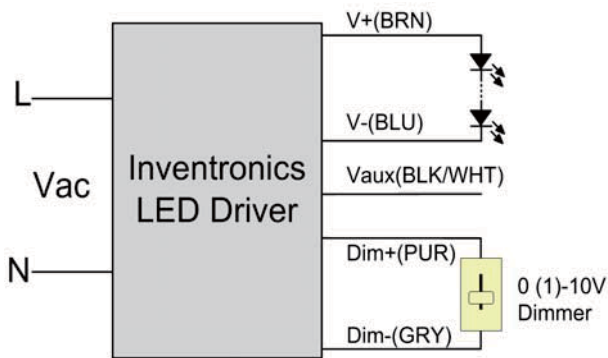 L
Vac
N
Inventronics
LED Driver
V+(BRN)
V-(BLU)
Vaux(BLK/WHT)
Dim+(PUR)
Dim-(GRY)
0 (1)-10V
Dimmer